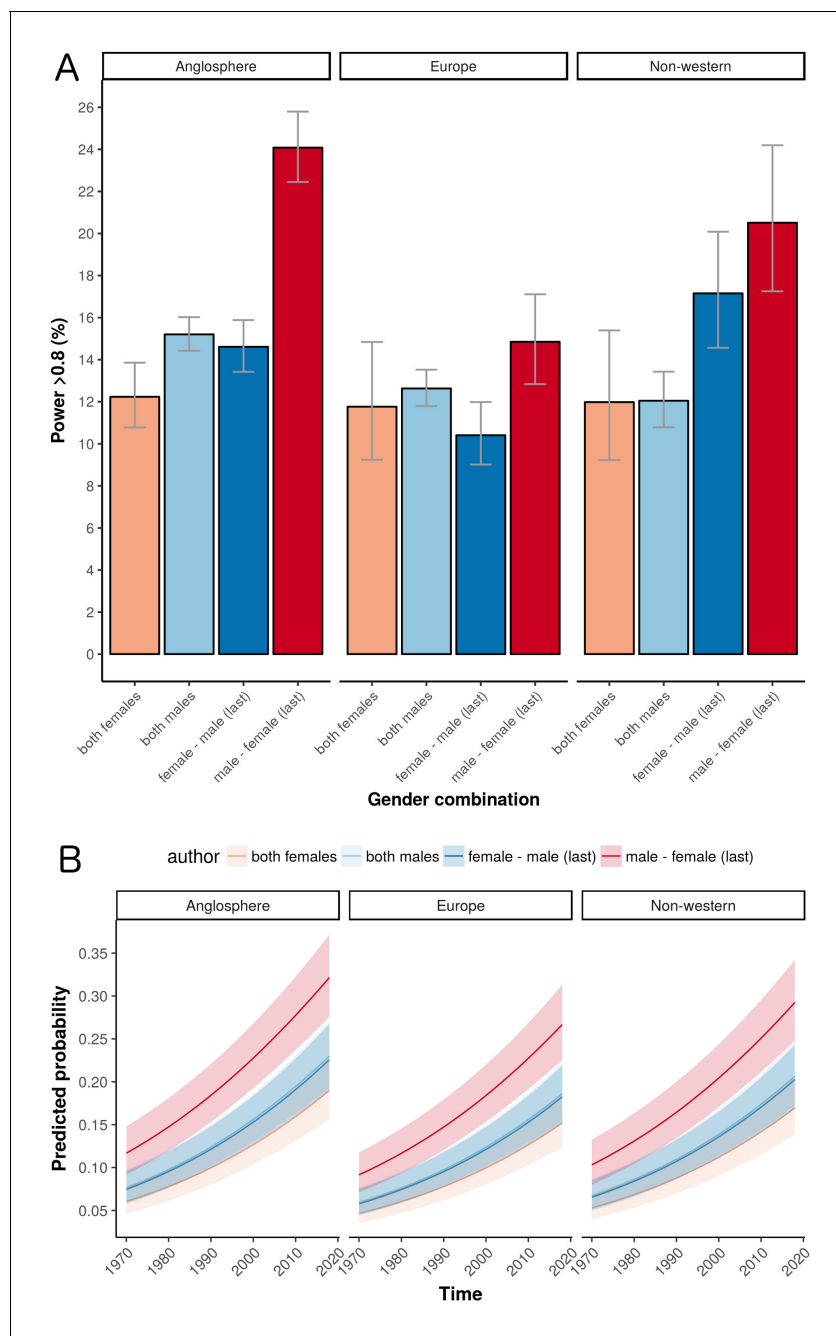 A
Anglosphere Europe Non-western
26
24
22
20
18
16
14
12
10
8
6
4
2
0
Power >0.8 (%)
both females both males female - male (last) male - female (last) both females both males female - male (last) male - female (last) both females both males female - male (last) male - female (last)
Gender combination
B
author both females both males female - male (last) male - female (last)
Anglosphere Europe Non-western
0.35
0.30
0.25
0.20
0.15
0.10
0.05
Predicted probability
1970 1980 1990 2000 2010 2020 1970 1980 1990 2000 2010 2020 1970 1980 1990 2000 2010 2020
Time